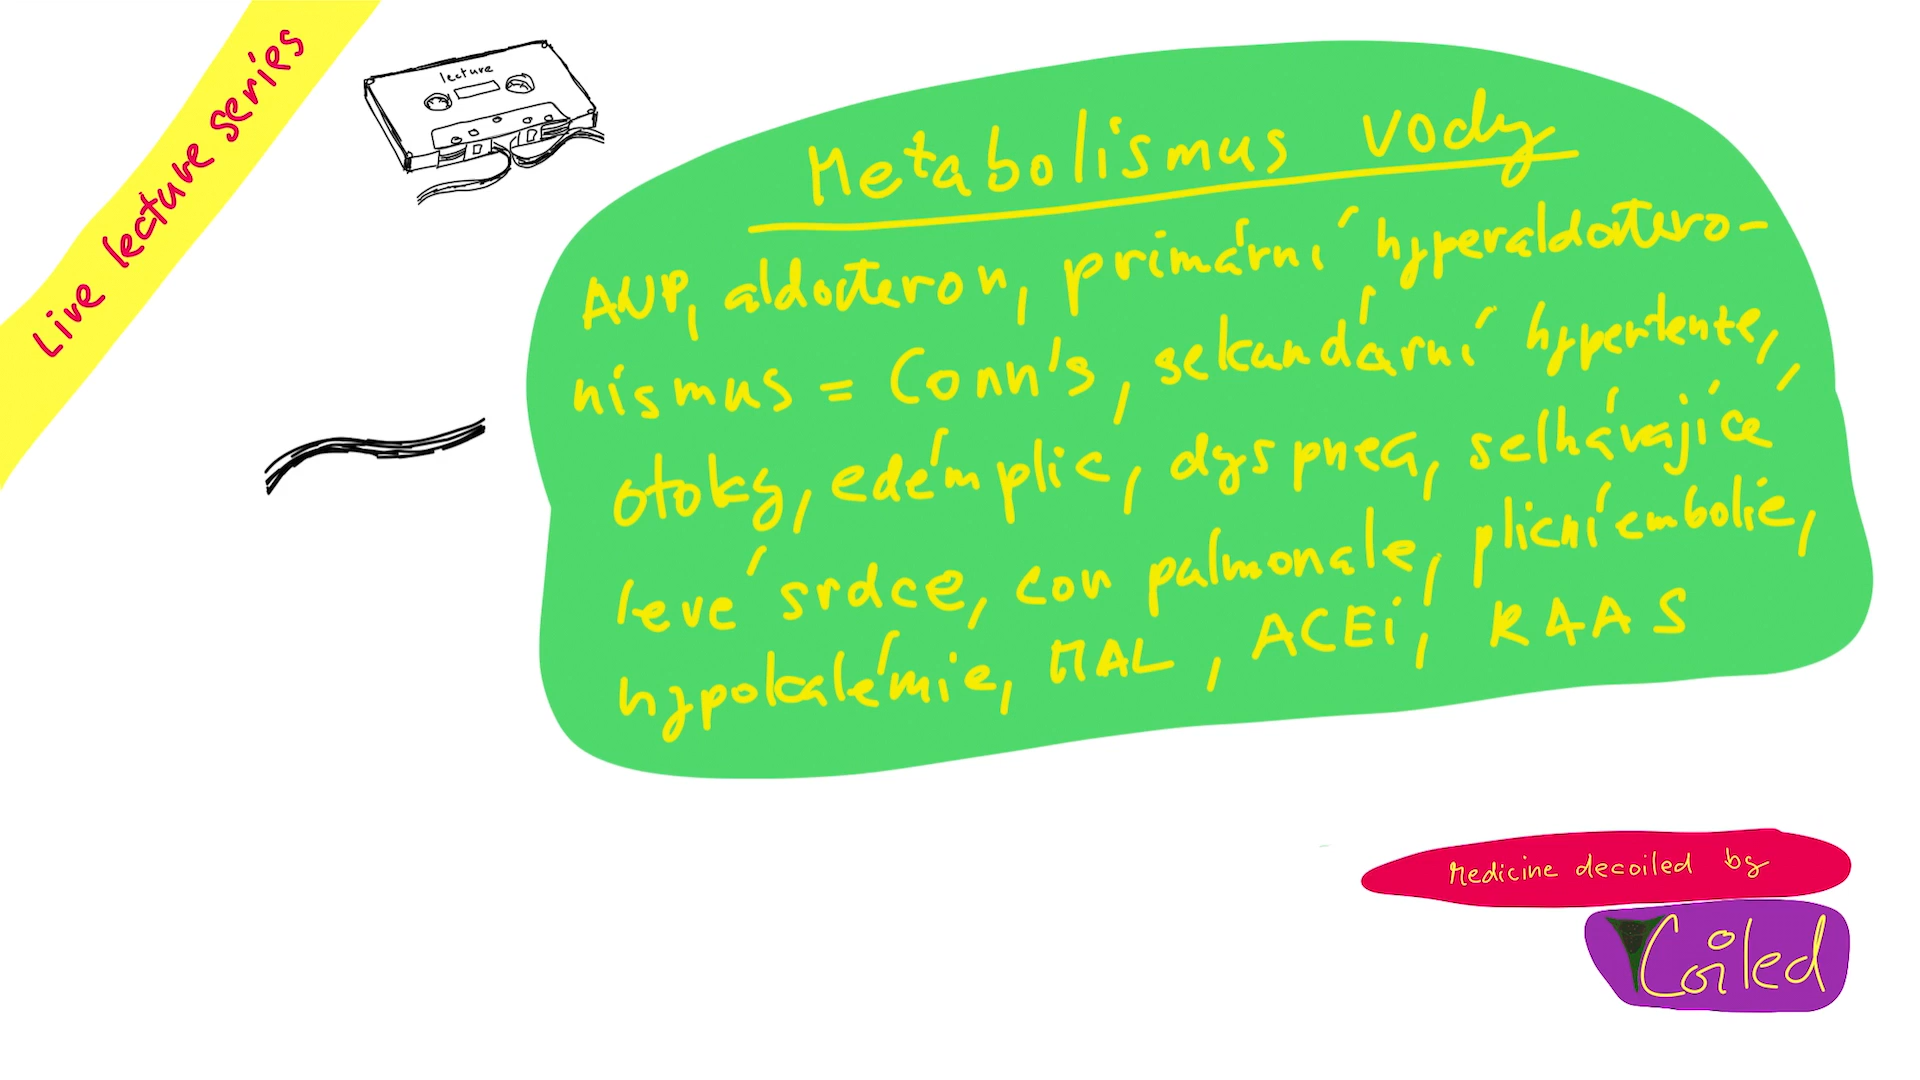 Live lecture series
lecture
Metabolismus vody
ANP, aldosteron, primární hyperaldostero-
nismus = Conn's, sekundární hypertenze,
otoky, edém plic, dyspnea, selhávající
levé srdce, cor pulmonale, plicní embolie,
hypokalémie, MAL, ACEi, RAAS
Medicine decoiled by
Coiled